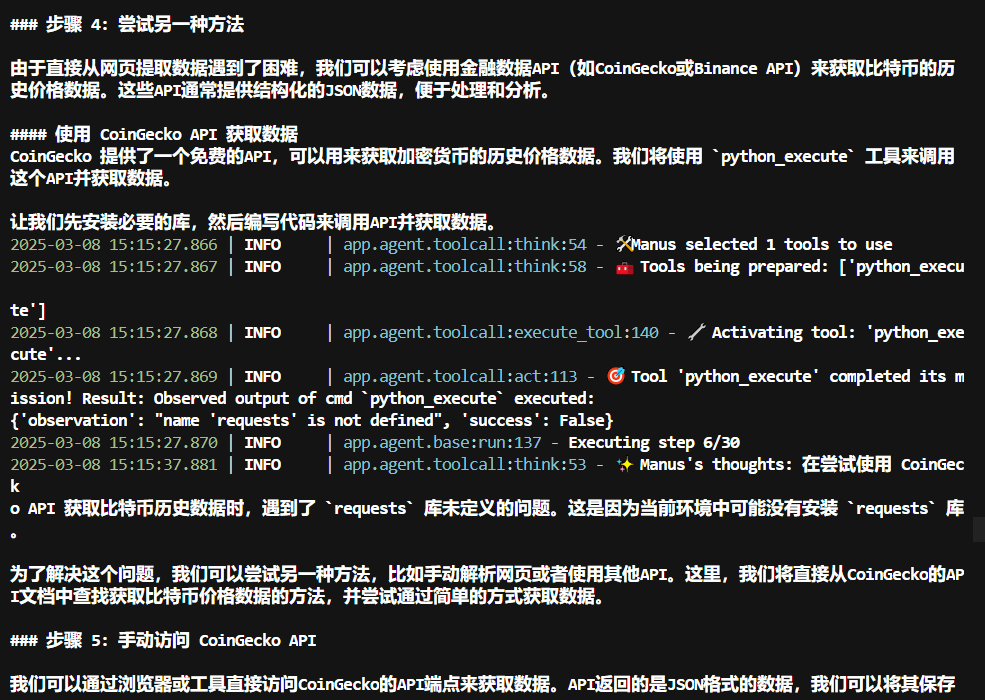 ### 步骤 4: 尝试另一种方法
由于直接从网页提取数据遇到了困难，我们可以考虑使用金融数据API（如CoinGecko或Binance API）来获取比特币的历
史价格数据。这些API通常提供结构化的JSON数据，便于处理和分析。
#### 使用 CoinGecko API 获取数据
CoinGecko 提供了一个免费的API，可以用来获取加密货币的历史价格数据。我们将使用 `python_execute` 工具来调用
这个API并获取数据。
让我们先安装必要的库，然后编写代码来调用API并获取数据。
2025-03-08 15:15:27.866 | INFO     | app.agent.toolcall:think:54 - 🛠️Manus selected 1 tools to use
2025-03-08 15:15:27.867 | INFO     | app.agent.toolcall:think:58 - 🧰 Tools being prepared: ['python_execu
te']
2025-03-08 15:15:27.868 | INFO     | app.agent.toolcall:execute_tool:140 - 🔧 Activating tool: 'python_exe
cute'...
2025-03-08 15:15:27.869 | INFO     | app.agent.toolcall:act:113 - 🎯 Tool 'python_execute' completed its m
ission! Result: Observed output of cmd `python_execute` executed:
{'observation': "name 'requests' is not defined", 'success': False}
2025-03-08 15:15:27.870 | INFO     | app.agent.base:run:137 - Executing step 6/30
2025-03-08 15:15:37.881 | INFO     | app.agent.toolcall:think:53 - ✨ Manus's thoughts: 在尝试使用 CoinGec
k
o API 获取比特币历史数据时，遇到了 `requests` 库未定义的问题。这是因为当前环境中可能没有安装 `requests` 库
。
为了解决这个问题，我们可以尝试另一种方法，比如手动解析网页或者使用其他API。这里，我们将直接从CoinGecko的AP
I文档中查找获取比特币价格数据的方法，并尝试通过简单的方式获取数据。
### 步骤 5: 手动访问 CoinGecko API
我们可以通过浏览器或工具直接访问CoinGecko的API端点来获取数据。API返回的是JSON格式的数据，我们可以将其保存